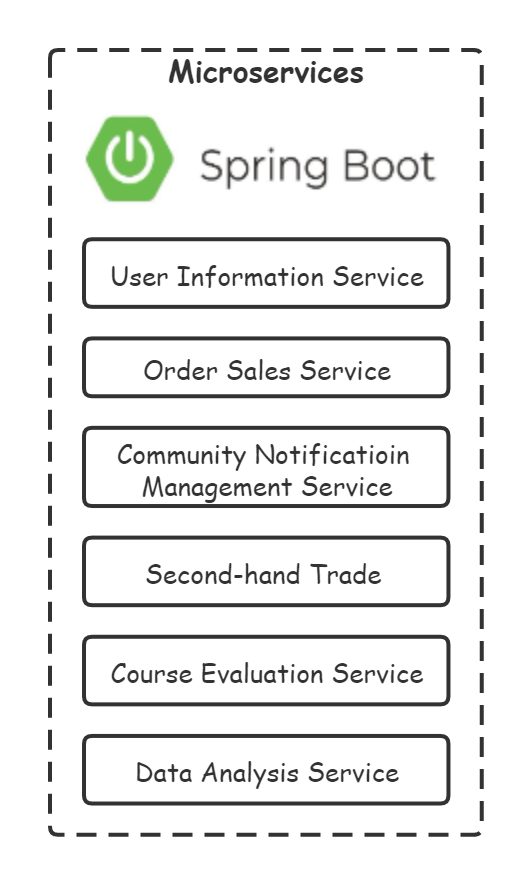 Microservices
Spring Boot
User Information Service
Order Sales Service
Community Notificatioin
Management Service
Second-hand Trade
Course Evaluation Service
Data Analysis Service